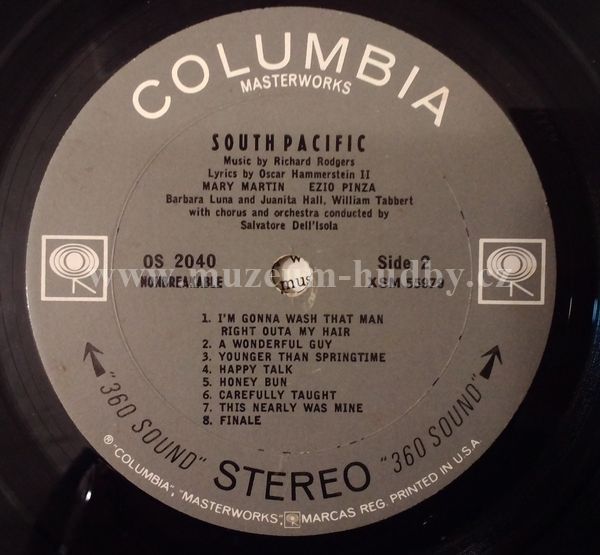 COLUMBIA
MASTERWORKS
SOUTH PACIFIC
Music by Richard Rodgers
Lyrics by Oscar Hammerstein II
MARY MARTIN EZIO PINZA
Barbara Luna and Juanita Hall, William Tabbert
with chorus and orchestra conducted by
Salvatore Dell'Isola
OS 2040 Side 2
www.muzeum-hudby.cz
NONBREAKABLE XSM 53979
1. I'M GONNA WASH THAT MAN
RIGHT OUTA MY HAIR
2. A WONDERFUL GUY
3. YOUNGER THAN SPRINGTIME
4. HAPPY TALK
5. HONEY BUN
6. CAREFULLY TAUGHT
7. THIS NEARLY WAS MINE
8. FINALE
"360 SOUND" STEREO "360 SOUND"
® "COLUMBIA", "MASTERWORKS", MARCAS REG. PRINTED IN U.S.A.